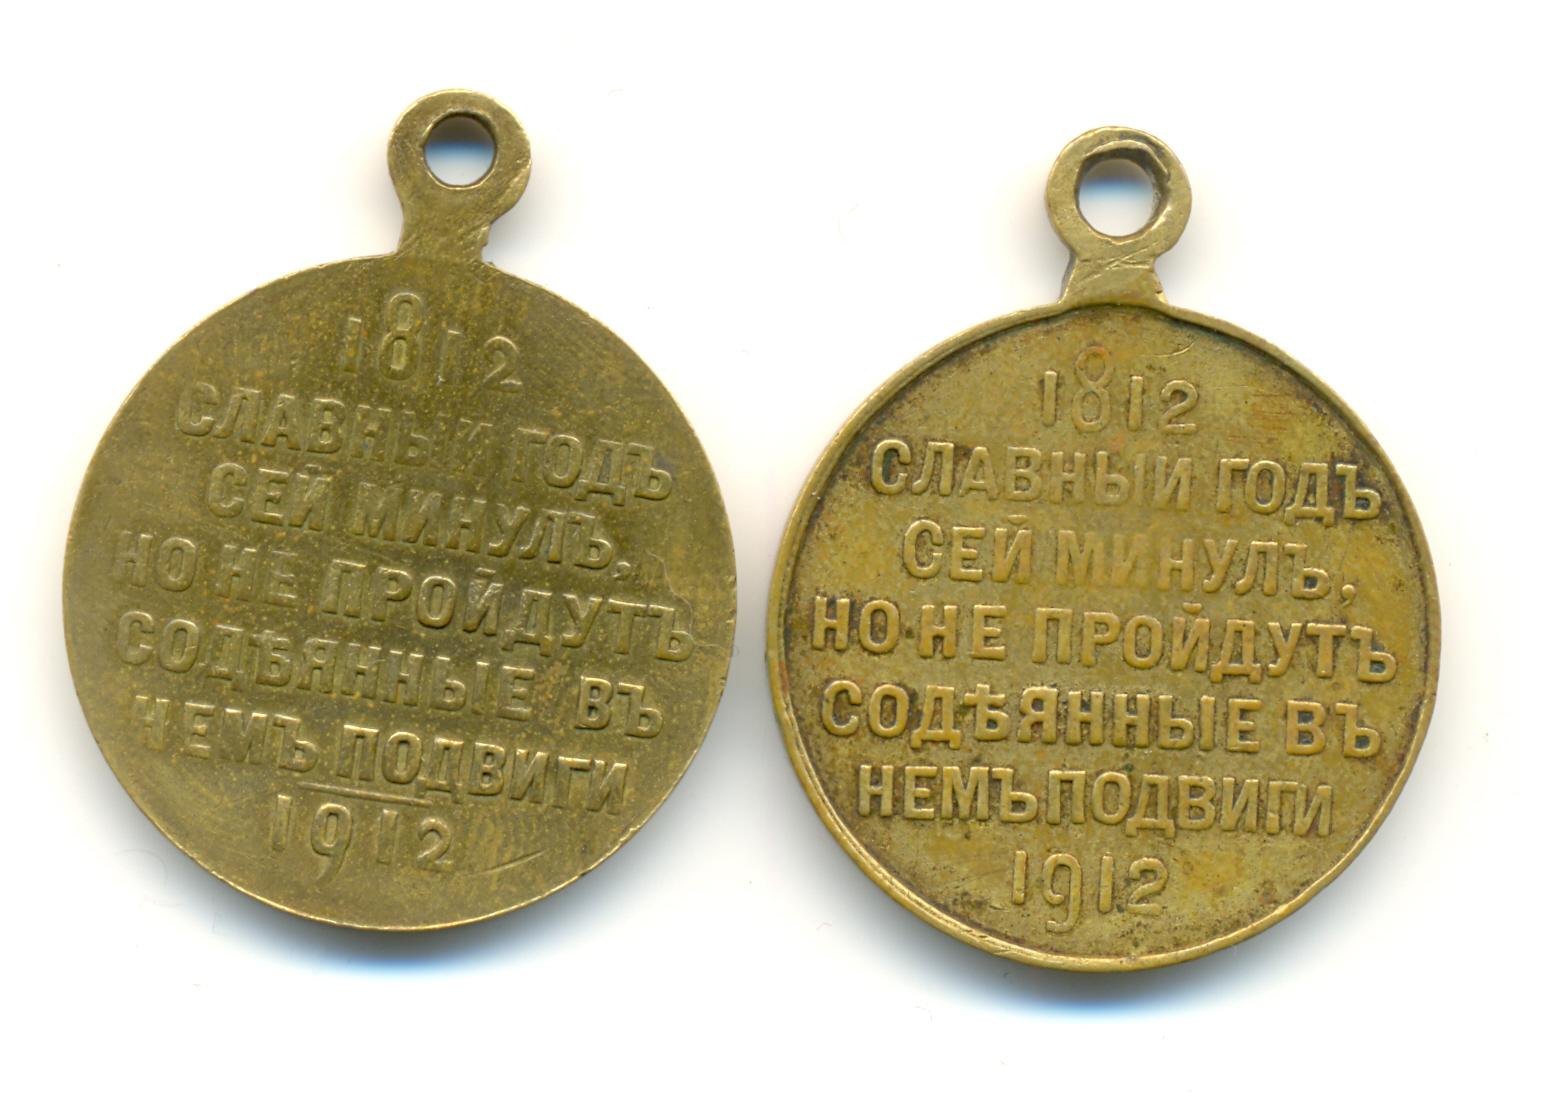 1812
СЛАВНЫЙ ГОДЪ
СЕЙ МИНУЛЪ,
НО НЕ ПРОЙДУТЪ
СОДѢЯННЫЕ ВЪ
НЕМЪ ПОДВИГИ
1912
1812
СЛАВНЫЙ ГОДЪ
СЕЙ МИНУЛЪ,
НО НЕ ПРОЙДУТЪ
СОДѢЯННЫЕ ВЪ
НЕМЪ ПОДВИГИ
1912